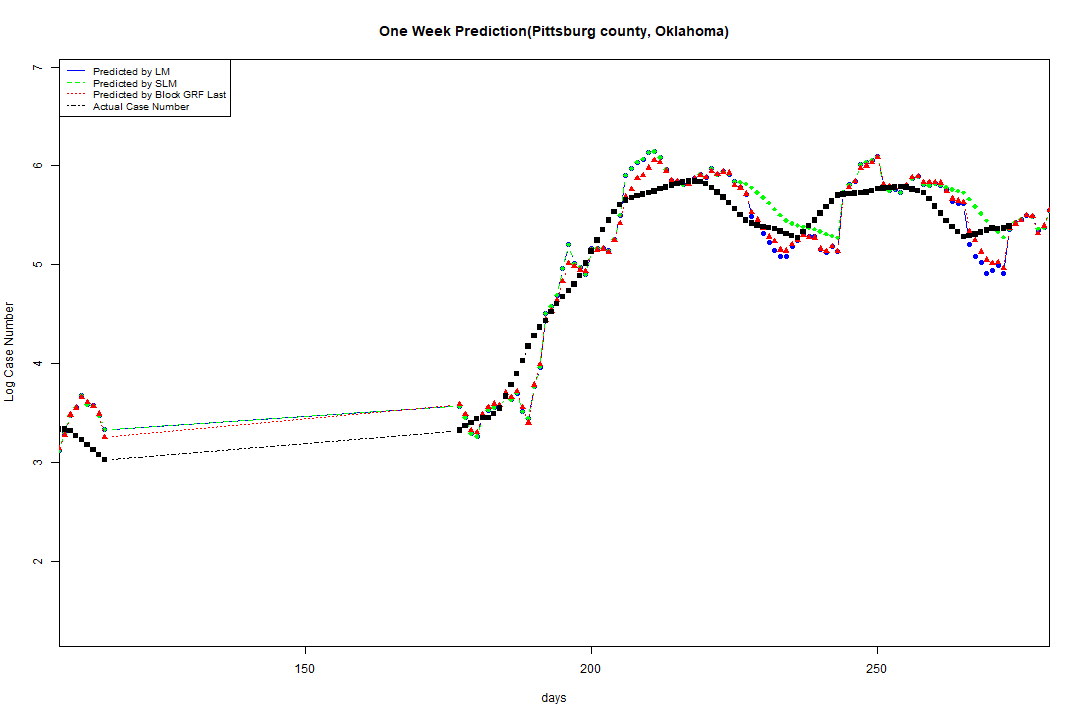 One Week Prediction(Pittsburg county, Oklahoma)
Predicted by LM
Predicted by SLM
Predicted by Block GRF Last
Actual Case Number
7
6
5
4
3
2
Log Case Number
150
200
250
days